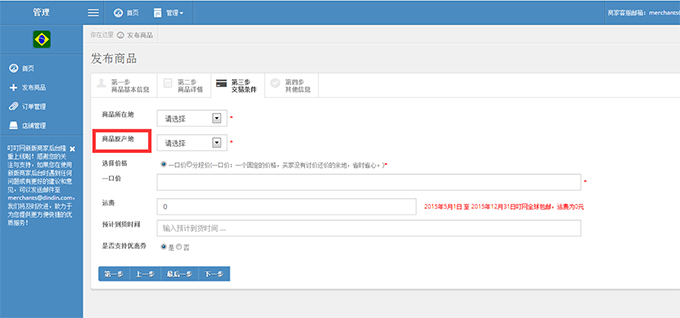 管理
首页
管理
商家客服邮箱：merchants@
你在这里 发布商品
首页
发布商品
订单管理
店铺管理
叮叮网新版商家后台隆重上线啦！感谢您的关注与支持，如果您在使用新版商家后台时遇到任何问题或有更好的建议和意见，可以发送邮件至merchants@dindin.com，我们将及时改进，致力于为您提供更方便快捷的优质服务！
发布商品
第一步
商品基本信息
第二步
商品详情
第三步
交易条件
第四步
其他信息
商品所在地 请选择 *
商品原产地 请选择 *
选择价格 一口价 分段价(一口价：一个固定的价格，买家没有讨价还价的余地，省时省心。)*
一口价 *
运费 0 2015年5月1日 至 2015年12月31日叮网全球包邮，运费为0元
预计到货时间 输入预计到货时间 ...
是否支持优惠券 是 否
第一步 上一步 最后一步 下一步